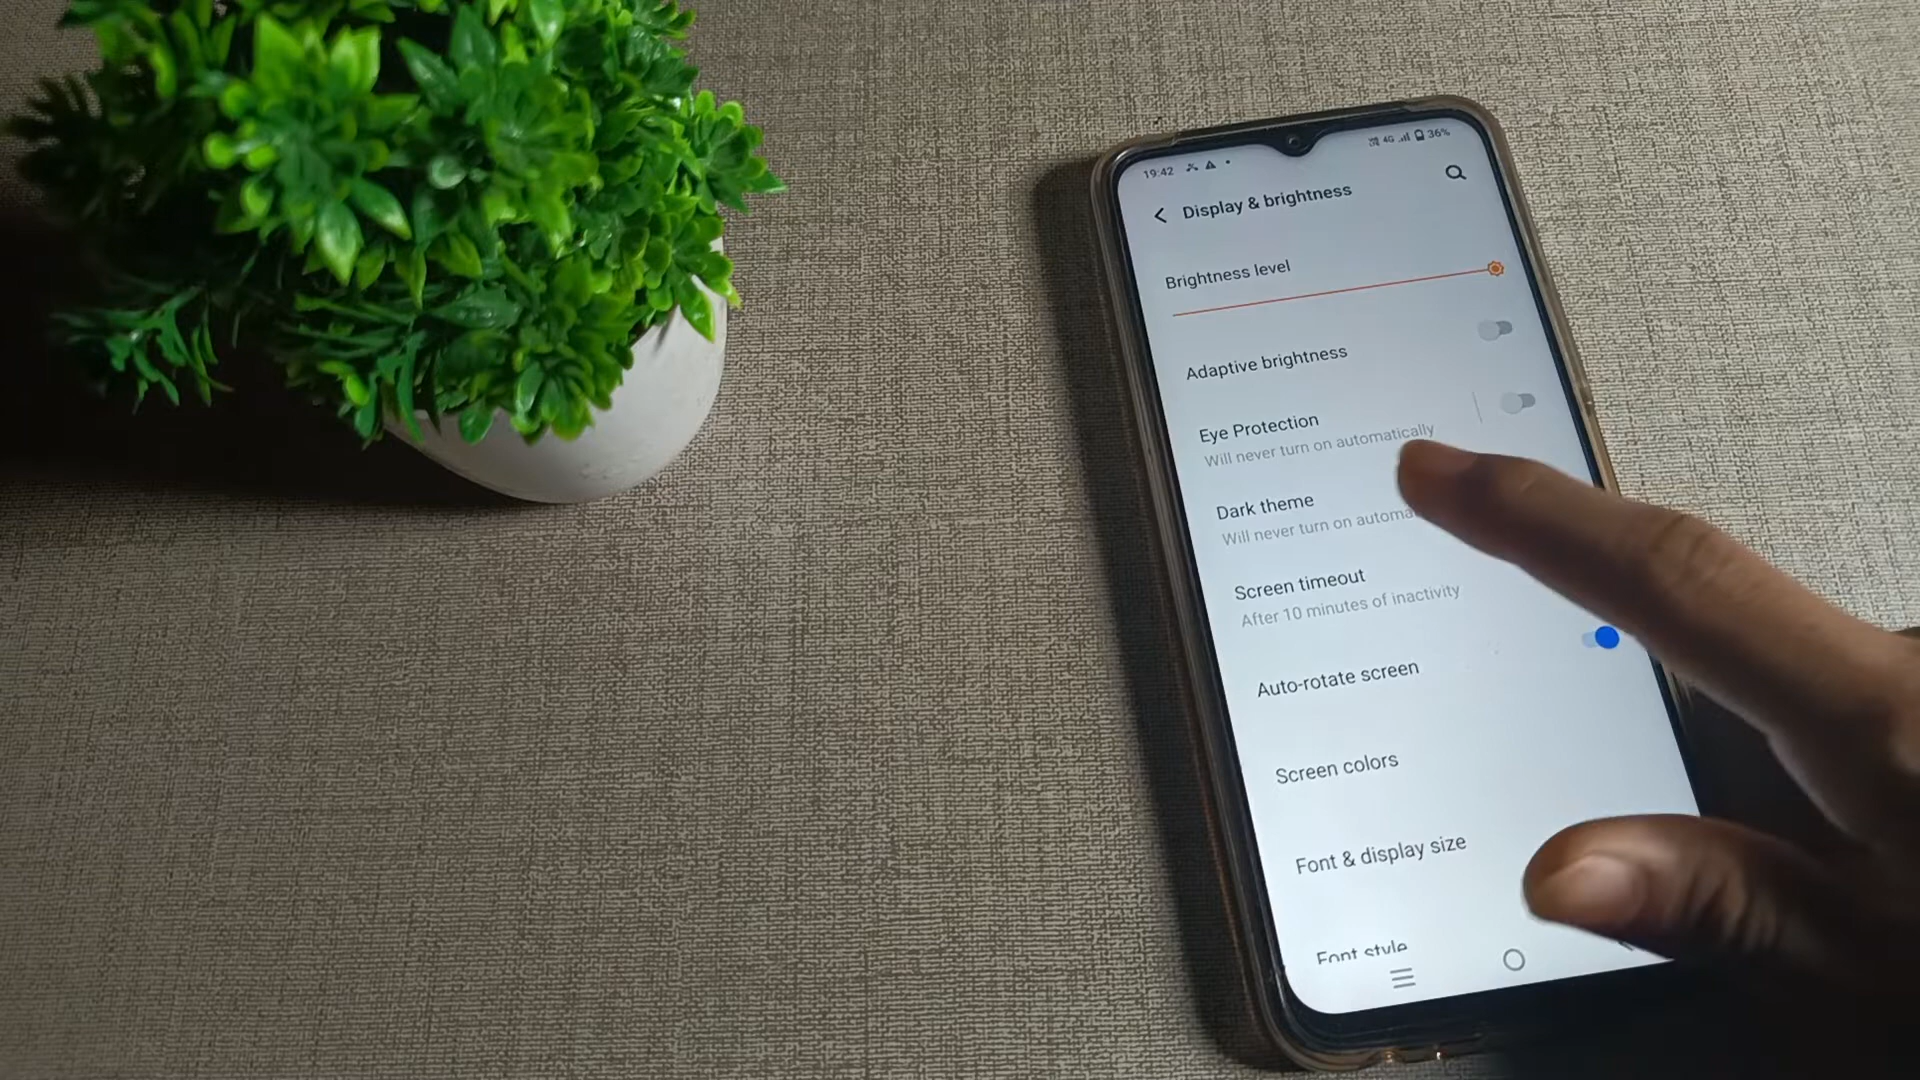 19:42
4G 36%
Display & brightness
Brightness level
Adaptive brightness
Eye Protection
Will never turn on automatically
Dark theme
Will never turn on automa
Screen timeout
After 10 minutes of inactivity
Auto-rotate screen
Screen colors
Font & display size
Font style